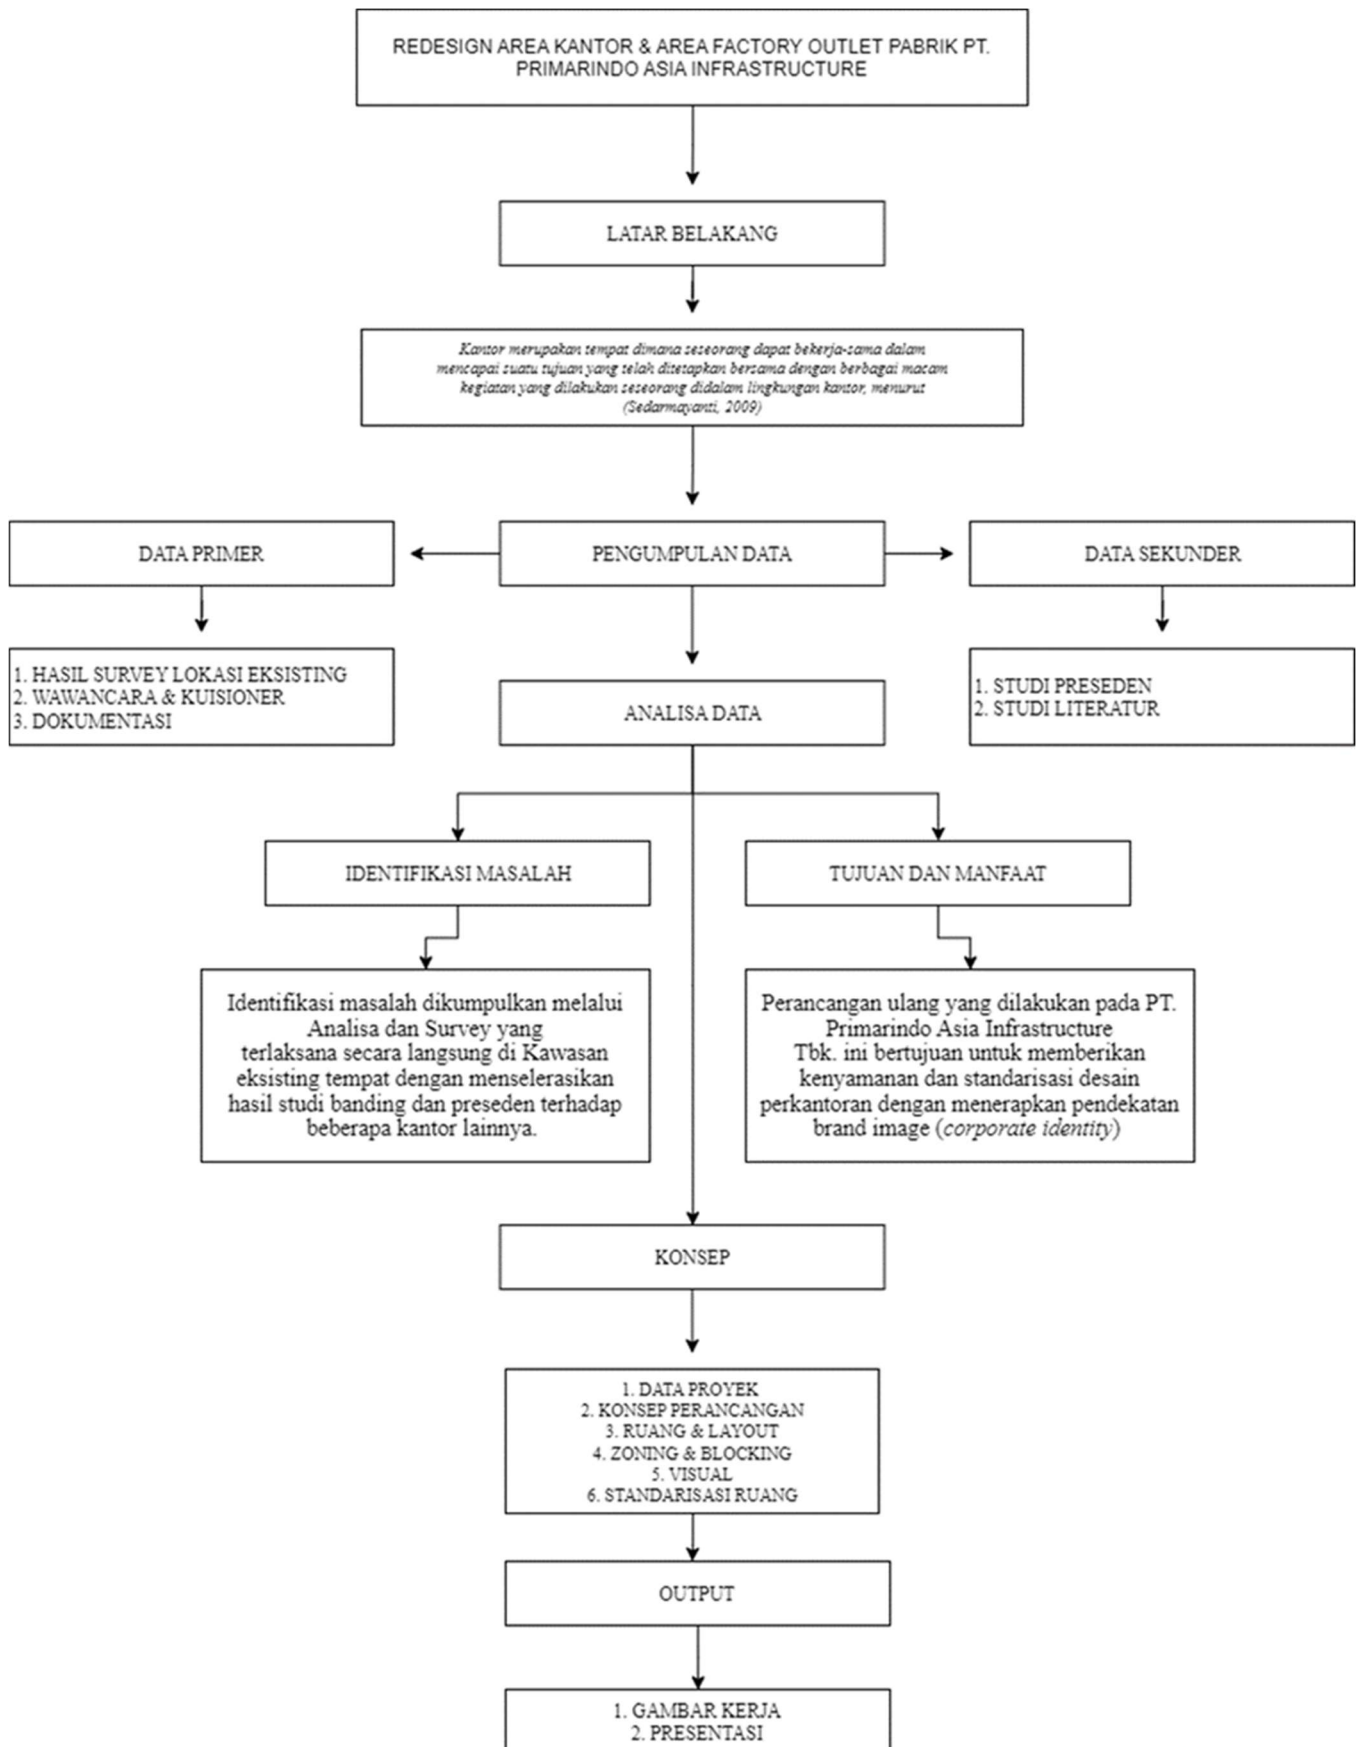 REDESIGN AREA KANTOR & AREA FACTORY OUTLET PABRIK PT.
PRIMARINDO ASIA INFRASTRUCTURE
LATAR BELAKANG
Kantor merupakan tempat dimana seseorang dapat bekerja-sama dalam
mencapai suatu tujuan yang telah ditetapkan bersama dengan berbagai macam
kegiatan yang dilakukan seseorang didalam lingkungan kantor, menurut
(Sedarmayanti, 2009)
DATA PRIMER
PENGUMPULAN DATA
DATA SEKUNDER
1. HASIL SURVEY LOKASI EKSISTING
2. WAWANCARA & KUISIONER
3. DOKUMENTASI
ANALISA DATA
1. STUDI PRESEDEN
2. STUDI LITERATUR
IDENTIFIKASI MASALAH
TUJUAN DAN MANFAAT
Identifikasi masalah dikumpulkan melalui
Analisa dan Survey yang
terlaksana secara langsung di Kawasan
eksisting tempat dengan menselerasikan
hasil studi banding dan preseden terhadap
beberapa kantor lainnya.
Perancangan ulang yang dilakukan pada PT.
Primarindo Asia Infrastructure
Tbk. ini bertujuan untuk memberikan
kenyamanan dan standarisasi desain
perkantoran dengan menerapkan pendekatan
brand image (corporate identity)
KONSEP
1. DATA PROYEK
2. KONSEP PERANCANGAN
3. RUANG & LAYOUT
4. ZONING & BLOCKING
5. VISUAL
6. STANDARISASI RUANG
OUTPUT
1. GAMBAR KERJA
2. PRESENTASI